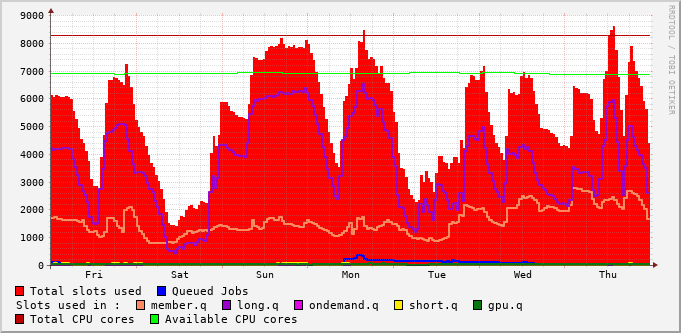 RRDTOOL / TOBI OETIKER
9000
8000
7000
6000
5000
4000
3000
2000
1000
0
Fri Sat Sun Mon Tue Wed Thu
Total slots used Queued Jobs
Slots used in : member.q long.q ondemand.q short.q gpu.q
Total CPU cores Available CPU cores